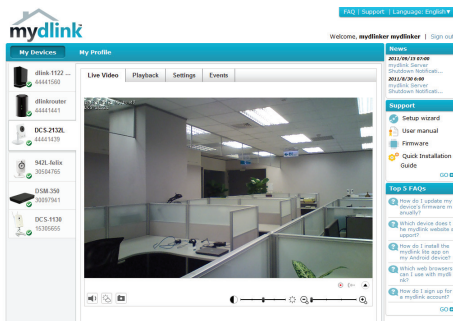 FAQ | Support | Language: English
mydlink
Welcome, mydlinker mydlinker | Sign out
My Devices
My Profile
dlink-1122 ...
44441560
dlinkrouter
44441441
DCS-2132L
44441439
942L-felix
30504765
DSM-350
30097941
DCS-1130
15305655
Live Video
Playback
Settings
Events
News
2011/09/15 07:00
mydlink Server
Shutdown Notificati...
2011/8/30 6:00
mydlink Server
Shutdown Notificati...
Support
Setup wizard
User manual
Firmware
Quick Installation
Guide
GO
Top 5 FAQs
How do I update my
device's firmware m
anually?
Which device does t
he mydlink website s
upport?
How do I install the
mydlink lite app on
my Android device?
Which web browsers
can I use with mydli
nk?
How do I sign up for
a mydlink account?
GO